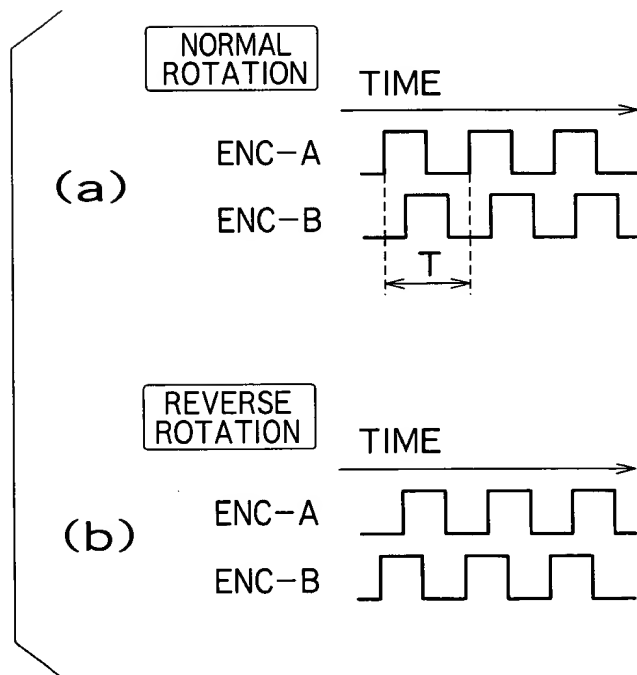 NORMAL
ROTATION
TIME
ENC-A
(a)
ENC-B
T
REVERSE
ROTATION
TIME
ENC-A
(b)
ENC-B